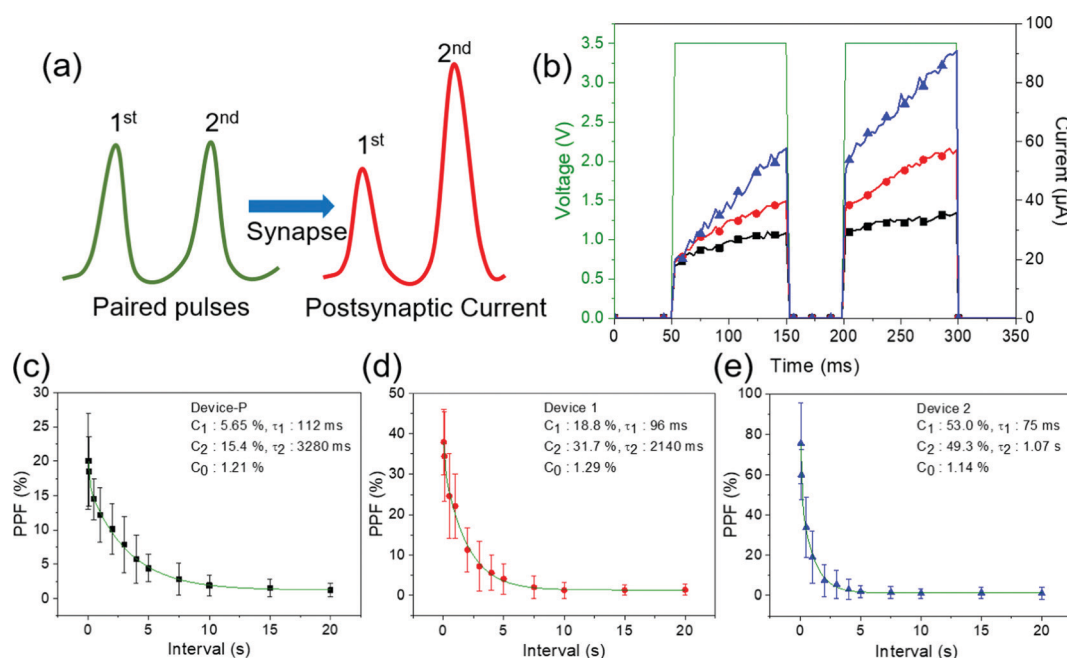 (a)
1st
2nd
Synapse
1st
2nd
Paired pulses
Postsynaptic Current
(b)
Voltage (V)
3.5
3.0
2.5
2.0
1.5
1.0
0.5
0.0
Current (µA)
100
80
60
40
20
0
0 50 100 150 200 250 300 350
Time (ms)
(c)
PPF (%)
30
25
20
15
10
5
0
Device-P
C1 : 5.65 %, τ1 : 112 ms
C2 : 15.4 %, τ2 : 3280 ms
C0 : 1.21 %
0 5 10 15 20
Interval (s)
(d)
PPF (%)
50
40
30
20
10
0
Device 1
C1 : 18.8 %, τ1 : 96 ms
C2 : 31.7 %, τ2 : 2140 ms
C0 : 1.29 %
0 5 10 15 20
Interval (s)
(e)
PPF (%)
100
80
60
40
20
0
Device 2
C1 : 53.0 %, τ1 : 75 ms
C2 : 49.3 %, τ2 : 1.07 s
C0 : 1.14 %
0 5 10 15 20
Interval (s)